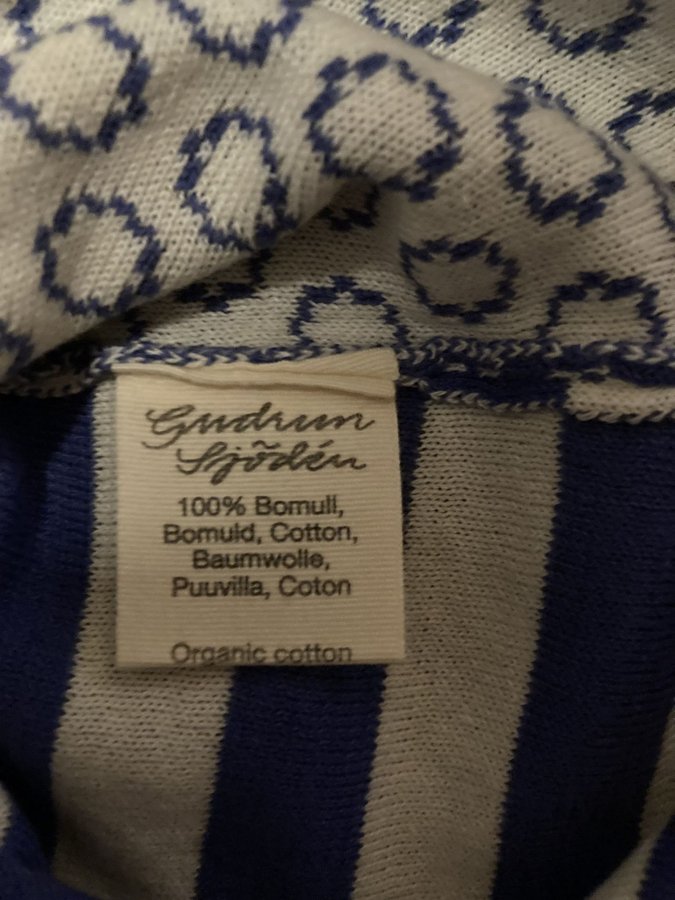 Gudrun
Sjödén
100% Bomull,
Bomuld, Cotton,
Baumwolle,
Puuvilla, Coton
Organic cotton